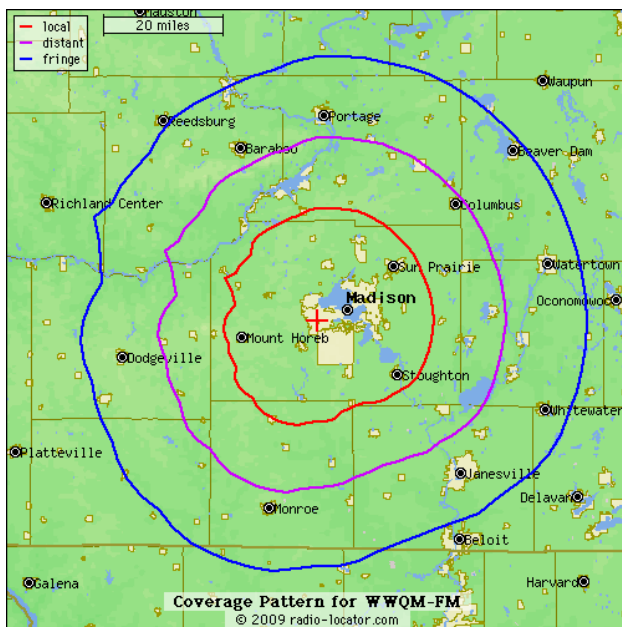 Mauston
local
distant
fringe
20 miles
Waupun
Portage
Reedsburg
Baraboo
Beaver Dam
Richland Center
Columbus
Sun Prairie
Watertown
Madison
Oconomowoc
Mount Horeb
Dodgeville
Stoughton
Whitewater
Platteville
Janesville
Delavan
Monroe
Beloit
Galena
Harvard
Coverage Pattern for WWQM-FM
© 2009 radio-locator.com